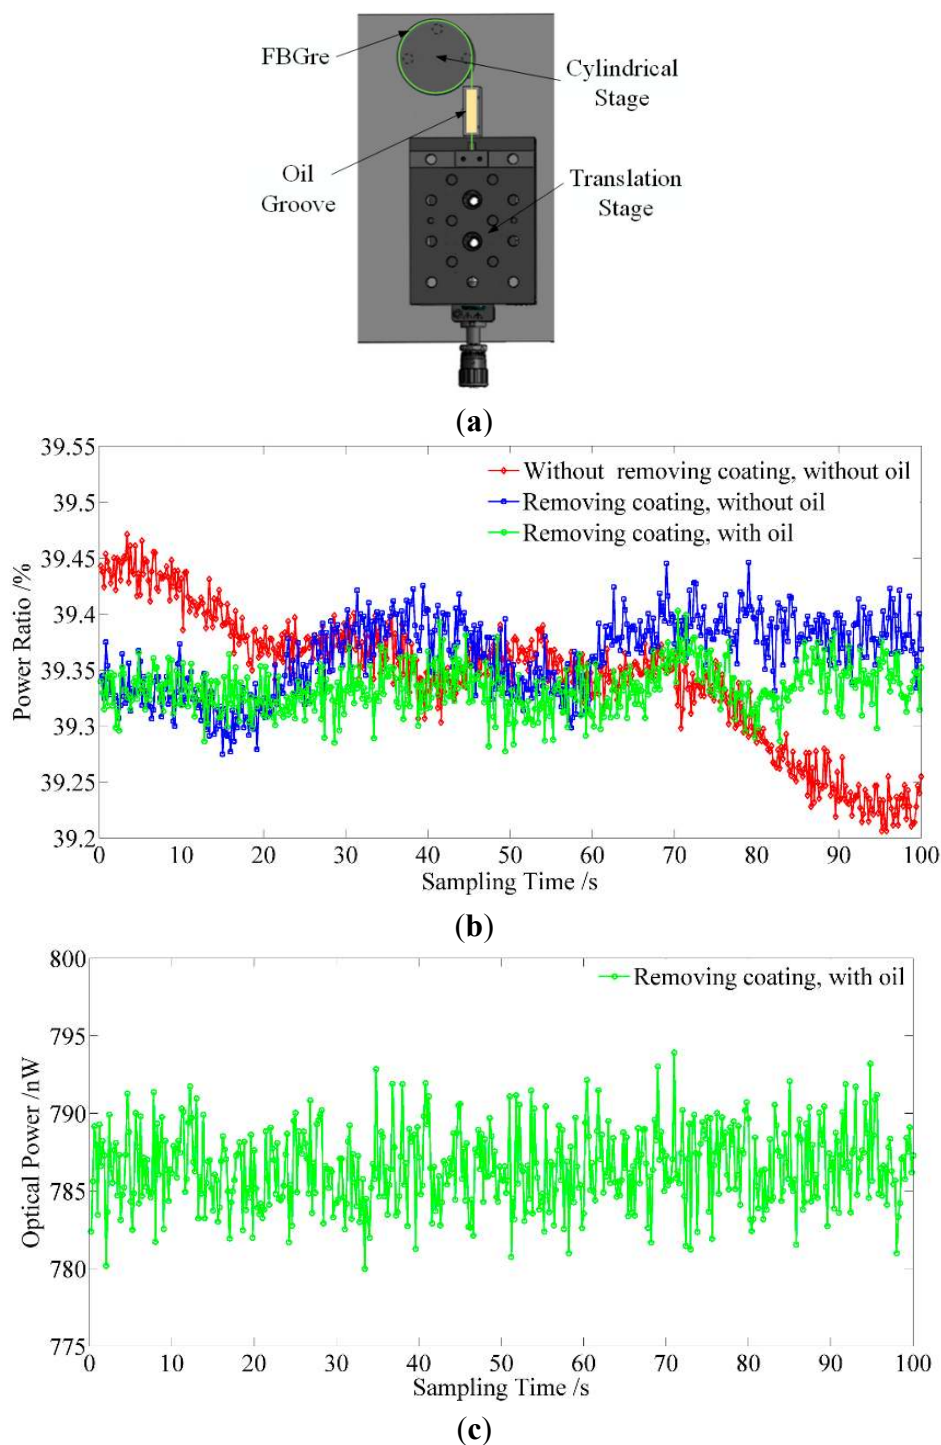 FBGre
Cylindrical
Stage
Oil
Groove
Translation
Stage
(a)
39.55
39.5
39.45
39.4
39.35
39.3
39.25
39.2
Power Ratio /%
Without removing coating, without oil
Removing coating, without oil
Removing coating, with oil
0 10 20 30 40 50 60 70 80 90 100
Sampling Time /s
(b)
800
795
790
785
780
775
Optical Power /nW
Removing coating, with oil
0 10 20 30 40 50 60 70 80 90 100
Sampling Time /s
(c)